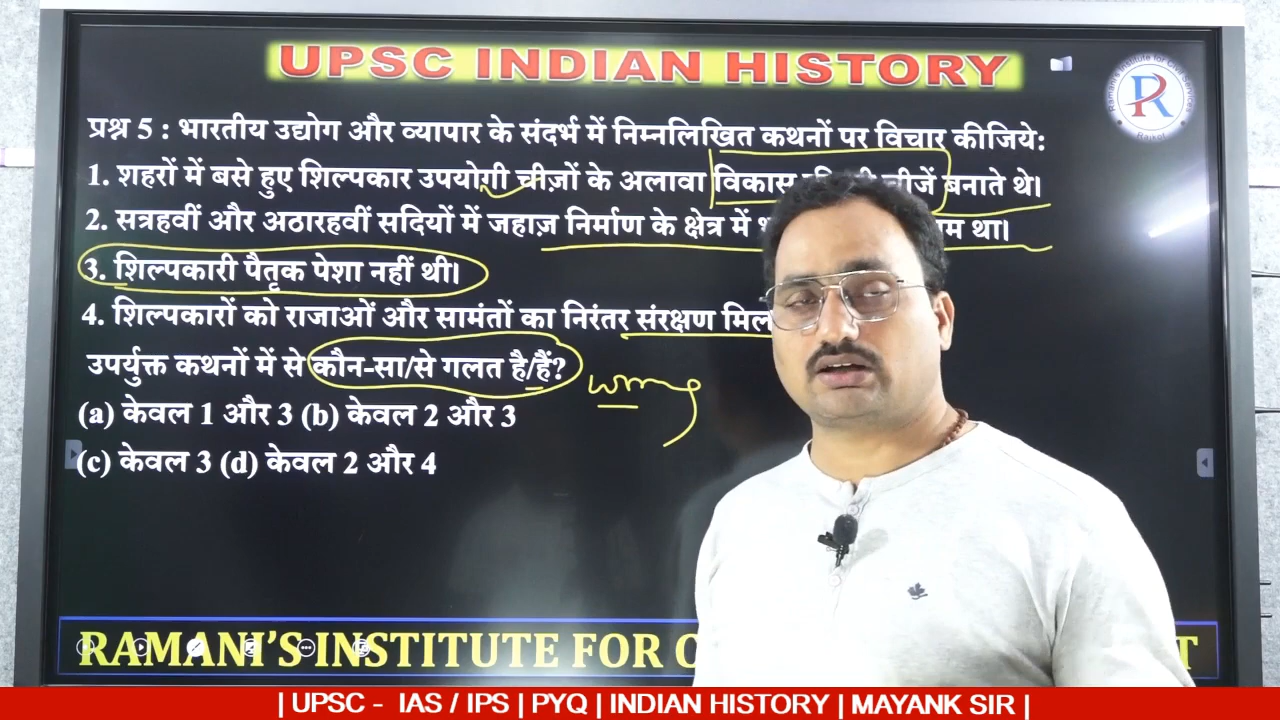 UPSC INDIAN HISTORY
प्रश्न 5 : भारतीय उद्योग और व्यापार के संदर्भ में निम्नलिखित कथनों पर विचार कीजिये:
1. शहरों में बसे हुए शिल्पकार उपयोगी चीज़ों के अलावा विकास चीजें बनाते थे।
2. सत्रहवीं और अठारहवीं सदियों में जहाज़ निर्माण के क्षेत्र में था।
3. शिल्पकारी पैतृक पेशा नहीं थी।
4. शिल्पकारों को राजाओं और सामंतों का निरंतर संरक्षण
उपर्युक्त कथनों में से कौन-सा/से गलत है/हैं?
wrong
(a) केवल 1 और 3 (b) केवल 2 और 3
(c) केवल 3 (d) केवल 2 और 4
RAMANI'S INSTITUTE FOR
| UPSC - IAS / IPS | PYQ | INDIAN HISTORY | MAYANK SIR |